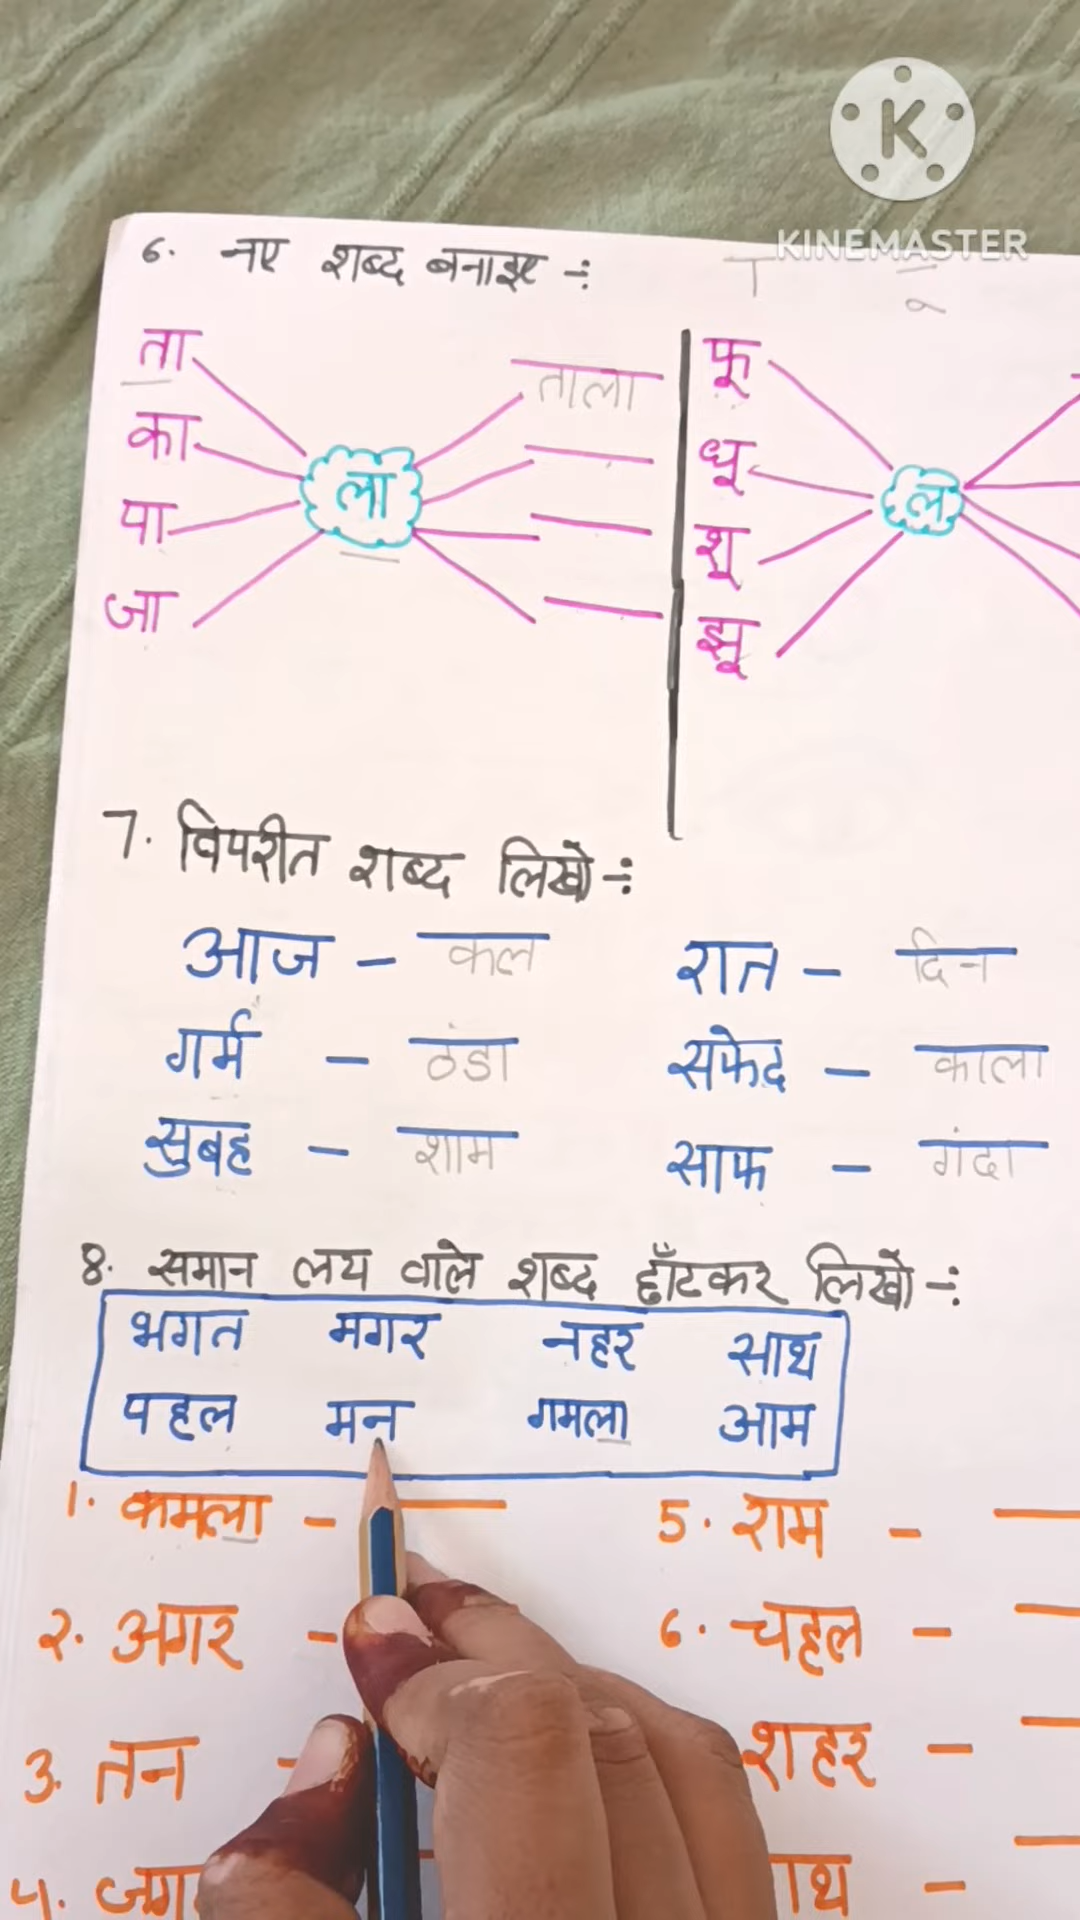 K
KINEMASTER
6. नए शब्द बनाइए -:
ता
का
पा
जा
ला
ताला
फू
धू
शू
झू
ल
7. विपरीत शब्द लिखो -:
आज - कल रात - दिन
गर्म - ठंडा सफेद - काला
सुबह - शाम साफ - गंदा
8. समान लय वाले शब्द छाँटकर लिखो -:
भगत मगर नहर साथ
पहल मन गमला आम
1. कमला - 5. राम -
2. अगर - 6. चहल -
3. तन - शहर -
4. -